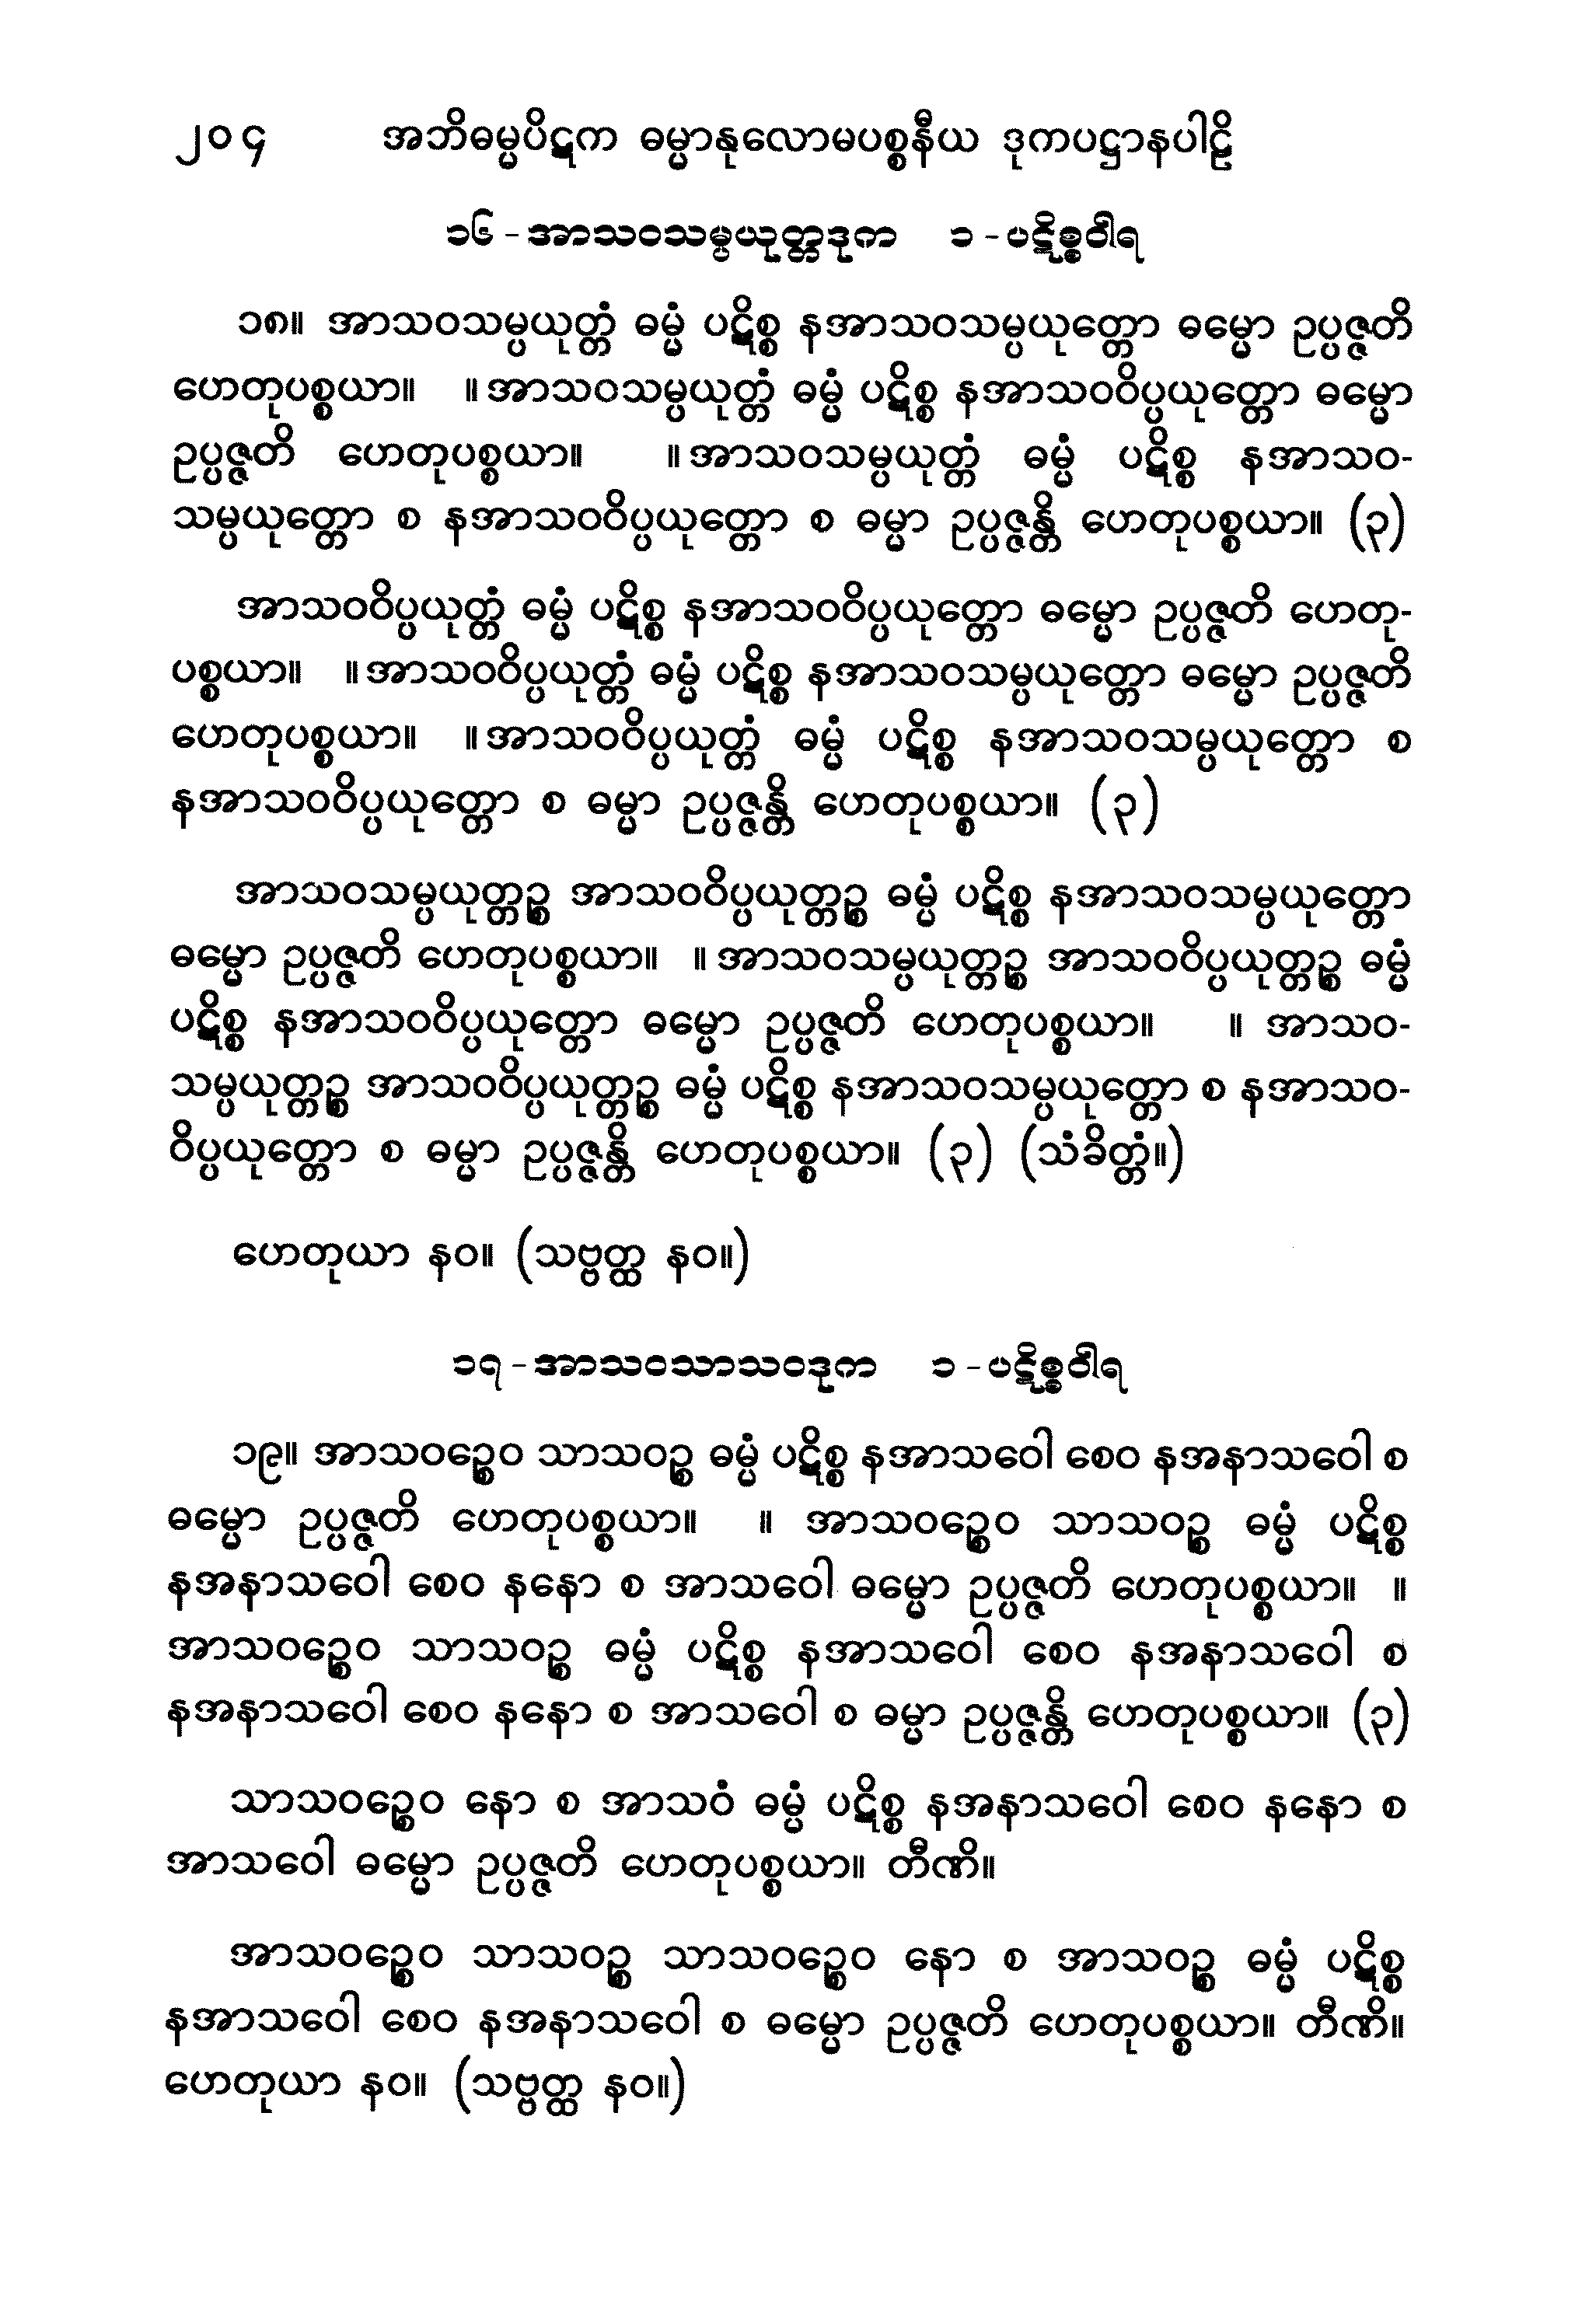 ၂၀၄ အဘိဓမ္မပိဋက ဓမ္မာနုလောမပစ္စနီယ ဒုကပဋ္ဌာနပါဠိ
၁၆-အာသဝသမ္ပယုတ္တဒုက ၁-ပဋိစ္စဝါရ
၁၈။ အာသဝသမ္ပယုတ္တံ ဓမ္မံ ပဋိစ္စ နအာသဝသမ္ပယုတ္တော ဓမ္မော ဥပ္ပဇ္ဇတိ
ဟေတုပစ္စယာ။ ။အာသဝသမ္ပယုတ္တံ ဓမ္မံ ပဋိစ္စ နအာသဝဝိပ္ပယုတ္တော ဓမ္မော
ဥပ္ပဇ္ဇတိ ဟေတုပစ္စယာ။ ။အာသဝသမ္ပယုတ္တံ ဓမ္မံ ပဋိစ္စ နအာသဝ-
သမ္ပယုတ္တော စ နအာသဝဝိပ္ပယုတ္တော စ ဓမ္မာ ဥပ္ပဇ္ဇန္တိ ဟေတုပစ္စယာ။ (၃)
အာသဝဝိပ္ပယုတ္တံ ဓမ္မံ ပဋိစ္စ နအာသဝဝိပ္ပယုတ္တော ဓမ္မော ဥပ္ပဇ္ဇတိ ဟေတု-
ပစ္စယာ။ ။အာသဝဝိပ္ပယုတ္တံ ဓမ္မံ ပဋိစ္စ နအာသဝသမ္ပယုတ္တော ဓမ္မော ဥပ္ပဇ္ဇတိ
ဟေတုပစ္စယာ။ ။အာသဝဝိပ္ပယုတ္တံ ဓမ္မံ ပဋိစ္စ နအာသဝသမ္ပယုတ္တော စ
နအာသဝဝိပ္ပယုတ္တော စ ဓမ္မာ ဥပ္ပဇ္ဇန္တိ ဟေတုပစ္စယာ။ (၃)
အာသဝသမ္ပယုတ္တဉ္စ အာသဝဝိပ္ပယုတ္တဉ္စ ဓမ္မံ ပဋိစ္စ နအာသဝသမ္ပယုတ္တော
ဓမ္မော ဥပ္ပဇ္ဇတိ ဟေတုပစ္စယာ။ ။အာသဝသမ္ပယုတ္တဉ္စ အာသဝဝိပ္ပယုတ္တဉ္စ ဓမ္မံ
ပဋိစ္စ နအာသဝဝိပ္ပယုတ္တော ဓမ္မော ဥပ္ပဇ္ဇတိ ဟေတုပစ္စယာ။ ။ အာသဝ-
သမ္ပယုတ္တဉ္စ အာသဝဝိပ္ပယုတ္တဉ္စ ဓမ္မံ ပဋိစ္စ နအာသဝသမ္ပယုတ္တော စ နအာသဝ-
ဝိပ္ပယုတ္တော စ ဓမ္မာ ဥပ္ပဇ္ဇန္တိ ဟေတုပစ္စယာ။ (၃) (သံခိတ္တံ။)
ဟေတုယာ နဝ။ (သဗ္ဗတ္ထ နဝ။)
၁၇-အာသဝသာသဝဒုက ၁-ပဋိစ္စဝါရ
၁၉။ အာသဝဉ္စေဝ သာသဝဉ္စ ဓမ္မံ ပဋိစ္စ နအာသဝေါ စေဝ နအနာသဝေါ စ
ဓမ္မော ဥပ္ပဇ္ဇတိ ဟေတုပစ္စယာ။ ။ အာသဝဉ္စေဝ သာသဝဉ္စ ဓမ္မံ ပဋိစ္စ
နအနာသဝေါ စေဝ နနော စ အာသဝေါ ဓမ္မော ဥပ္ပဇ္ဇတိ ဟေတုပစ္စယာ။ ။
အာသဝဉ္စေဝ သာသဝဉ္စ ဓမ္မံ ပဋိစ္စ နအာသဝေါ စေဝ နအနာသဝေါ စ
နအနာသဝေါ စေဝ နနော စ အာသဝေါ စ ဓမ္မာ ဥပ္ပဇ္ဇန္တိ ဟေတုပစ္စယာ။ (၃)
သာသဝဉ္စေဝ နော စ အာသဝံ ဓမ္မံ ပဋိစ္စ နအနာသဝေါ စေဝ နနော စ
အာသဝေါ ဓမ္မော ဥပ္ပဇ္ဇတိ ဟေတုပစ္စယာ။ တီဏိ။
အာသဝဉ္စေဝ သာသဝဉ္စ သာသဝဉ္စေဝ နော စ အာသဝဉ္စ ဓမ္မံ ပဋိစ္စ
နအာသဝေါ စေဝ နအနာသဝေါ စ ဓမ္မော ဥပ္ပဇ္ဇတိ ဟေတုပစ္စယာ။ တီဏိ။
ဟေတုယာ နဝ။ (သဗ္ဗတ္ထ နဝ။)